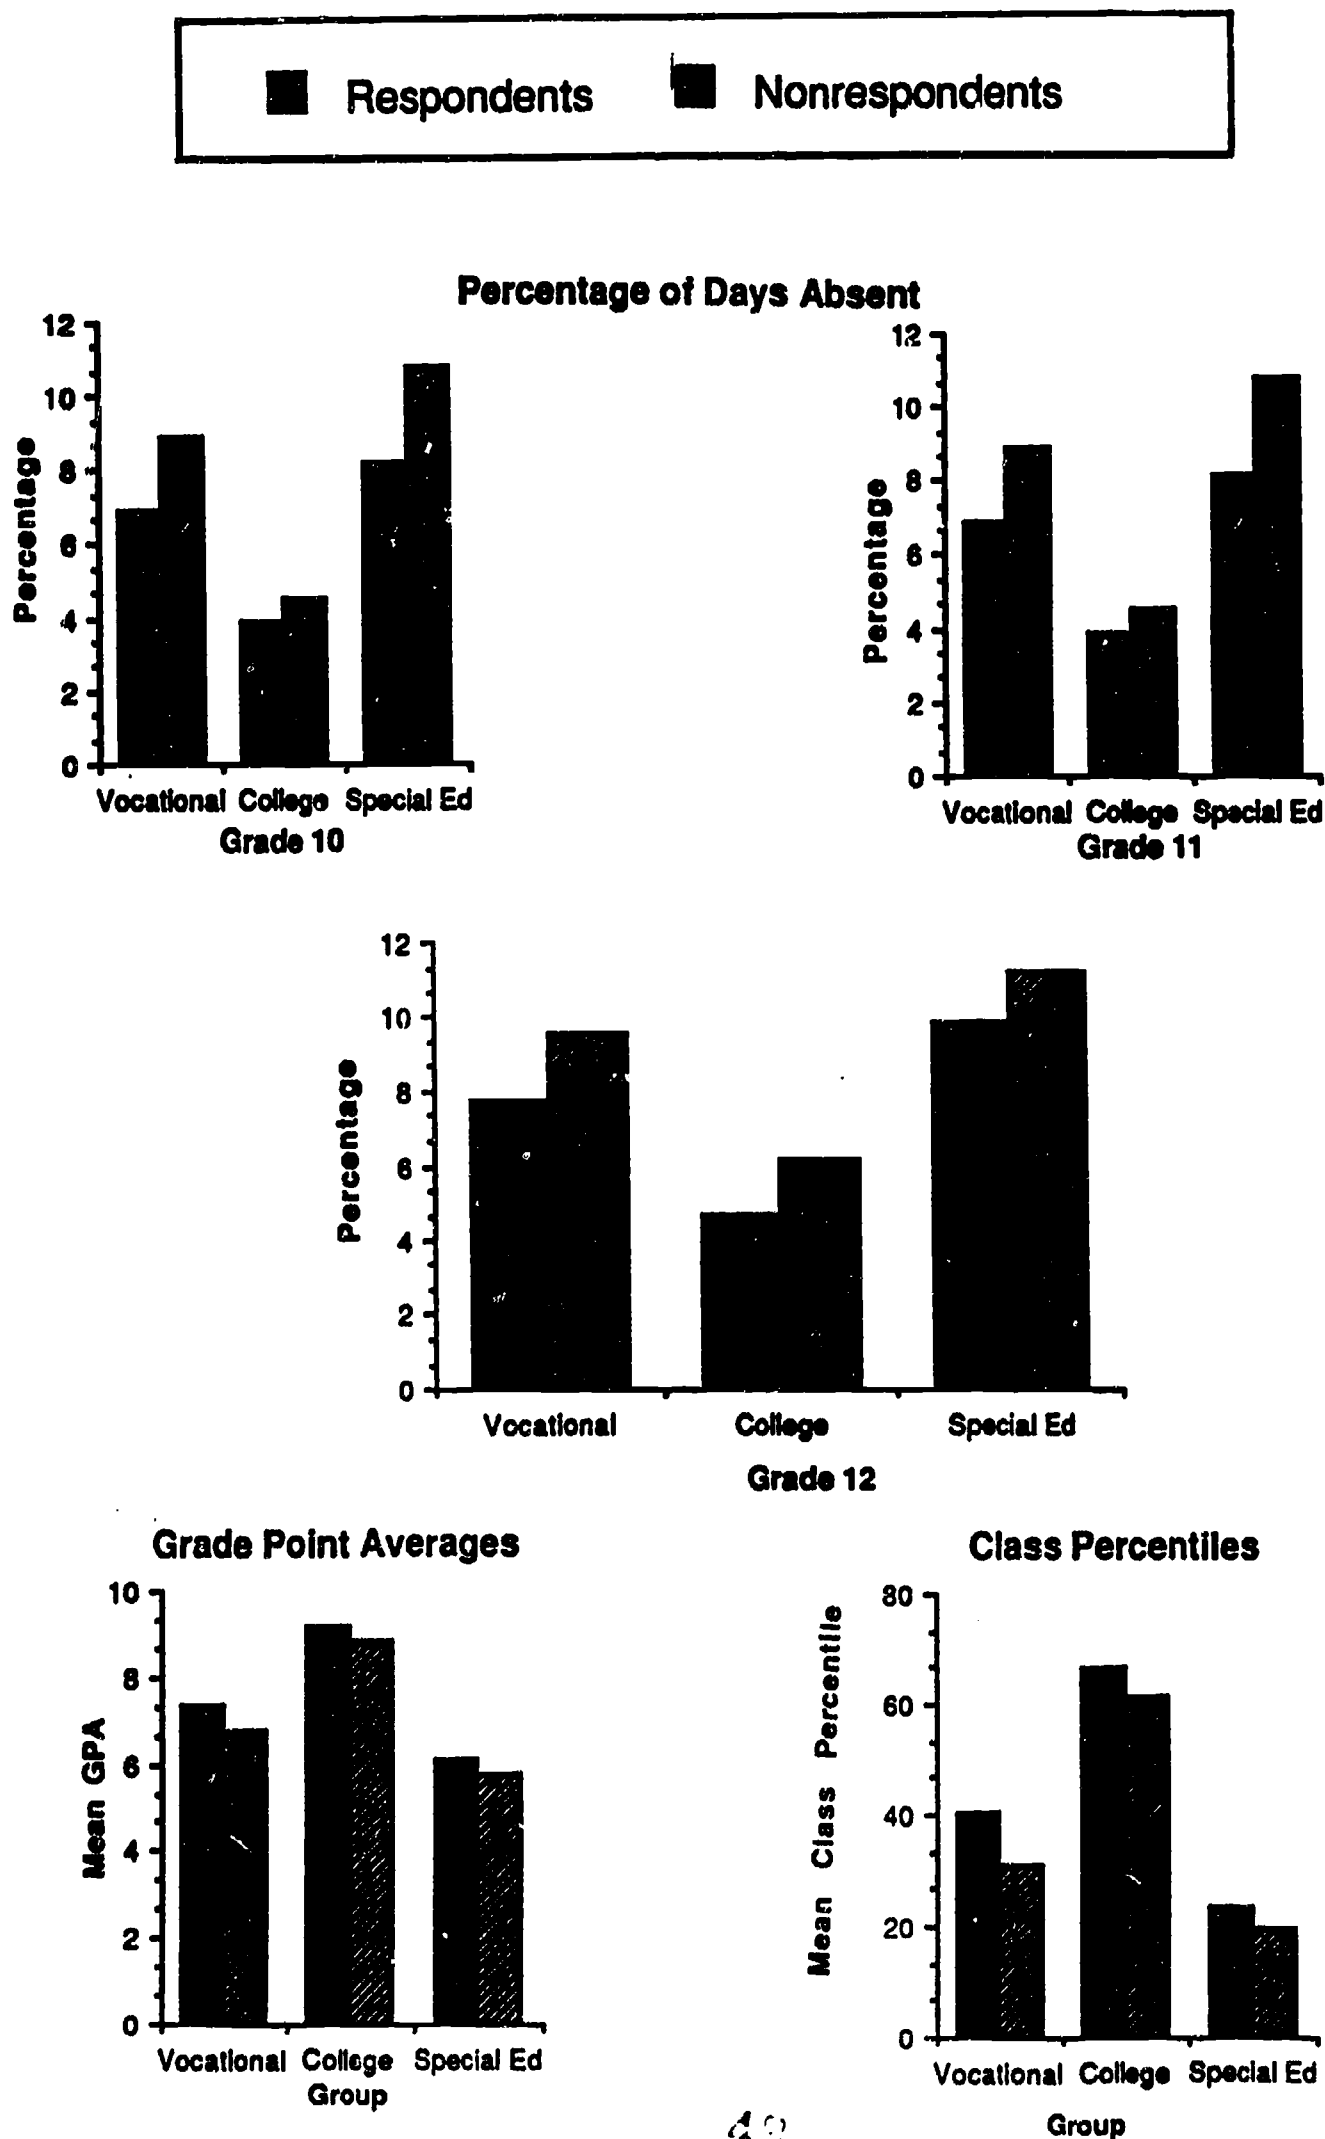 Respondents Nonrespondents
Percentage of Days Absent
12
10
8
6
4
2
0
Percentage
Vocational College Special Ed
Grade 10
12
10
8
6
4
2
0
Percentage
Vocational College Special Ed
Grade 11
12
10
8
6
4
2
0
Percentage
Vocational College Special Ed
Grade 12
Grade Point Averages
10
8
6
4
2
0
Mean GPA
Vocational College Special Ed
Group
Class Percentiles
80
60
40
20
0
Mean Class Percentile
Vocational College Special Ed
Group